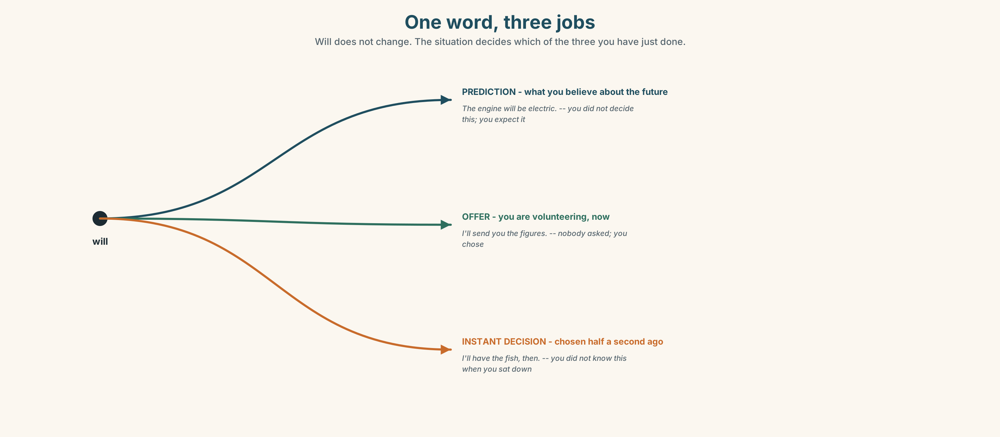 One word, three jobs
Will does not change. The situation decides which of the three you have just done.
PREDICTION - what you believe about the future
The engine will be electric. -- you did not decide
this; you expect it
OFFER - you are volunteering, now
I'll send you the figures. -- nobody asked; you
chose
will
INSTANT DECISION - chosen half a second ago
I'll have the fish, then. -- you did not know this
when you sat down